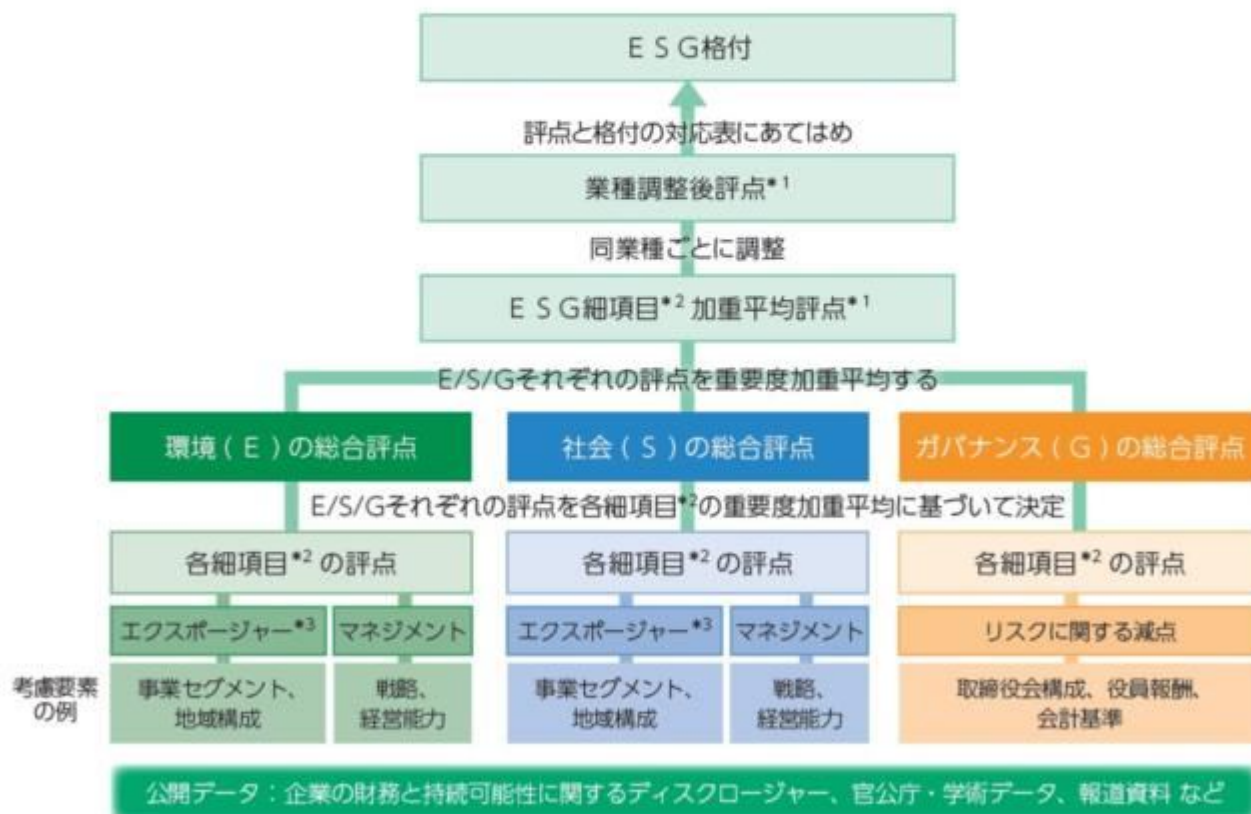 ESG格付
評点と格付の対応表にあてはめ
業種調整後評点*1
同業種ごとに調整
ESG細項目*2 加重平均評点*1
E/S/Gそれぞれの評点を重要度加重平均する
環境(E)の総合評点
社会(S)の総合評点
ガバナンス(G)の総合評点
E/S/Gそれぞれの評点を各細項目*2の重要度加重平均に基づいて決定
各細項目*2 の評点
各細項目*2 の評点
各細項目*2 の評点
エクスポージャー*3
マネジメント
エクスポージャー*3
マネジメント
リスクに関する減点
考慮要素
の例
事業セグメント、
地域構成
戦略、
経営能力
事業セグメント、
地域構成
戦略、
経営能力
取締役会構成、役員報酬、
会計基準
公開データ:企業の財務と持続可能性に関するディスクロージャー、官公庁・学術データ、報道資料 など